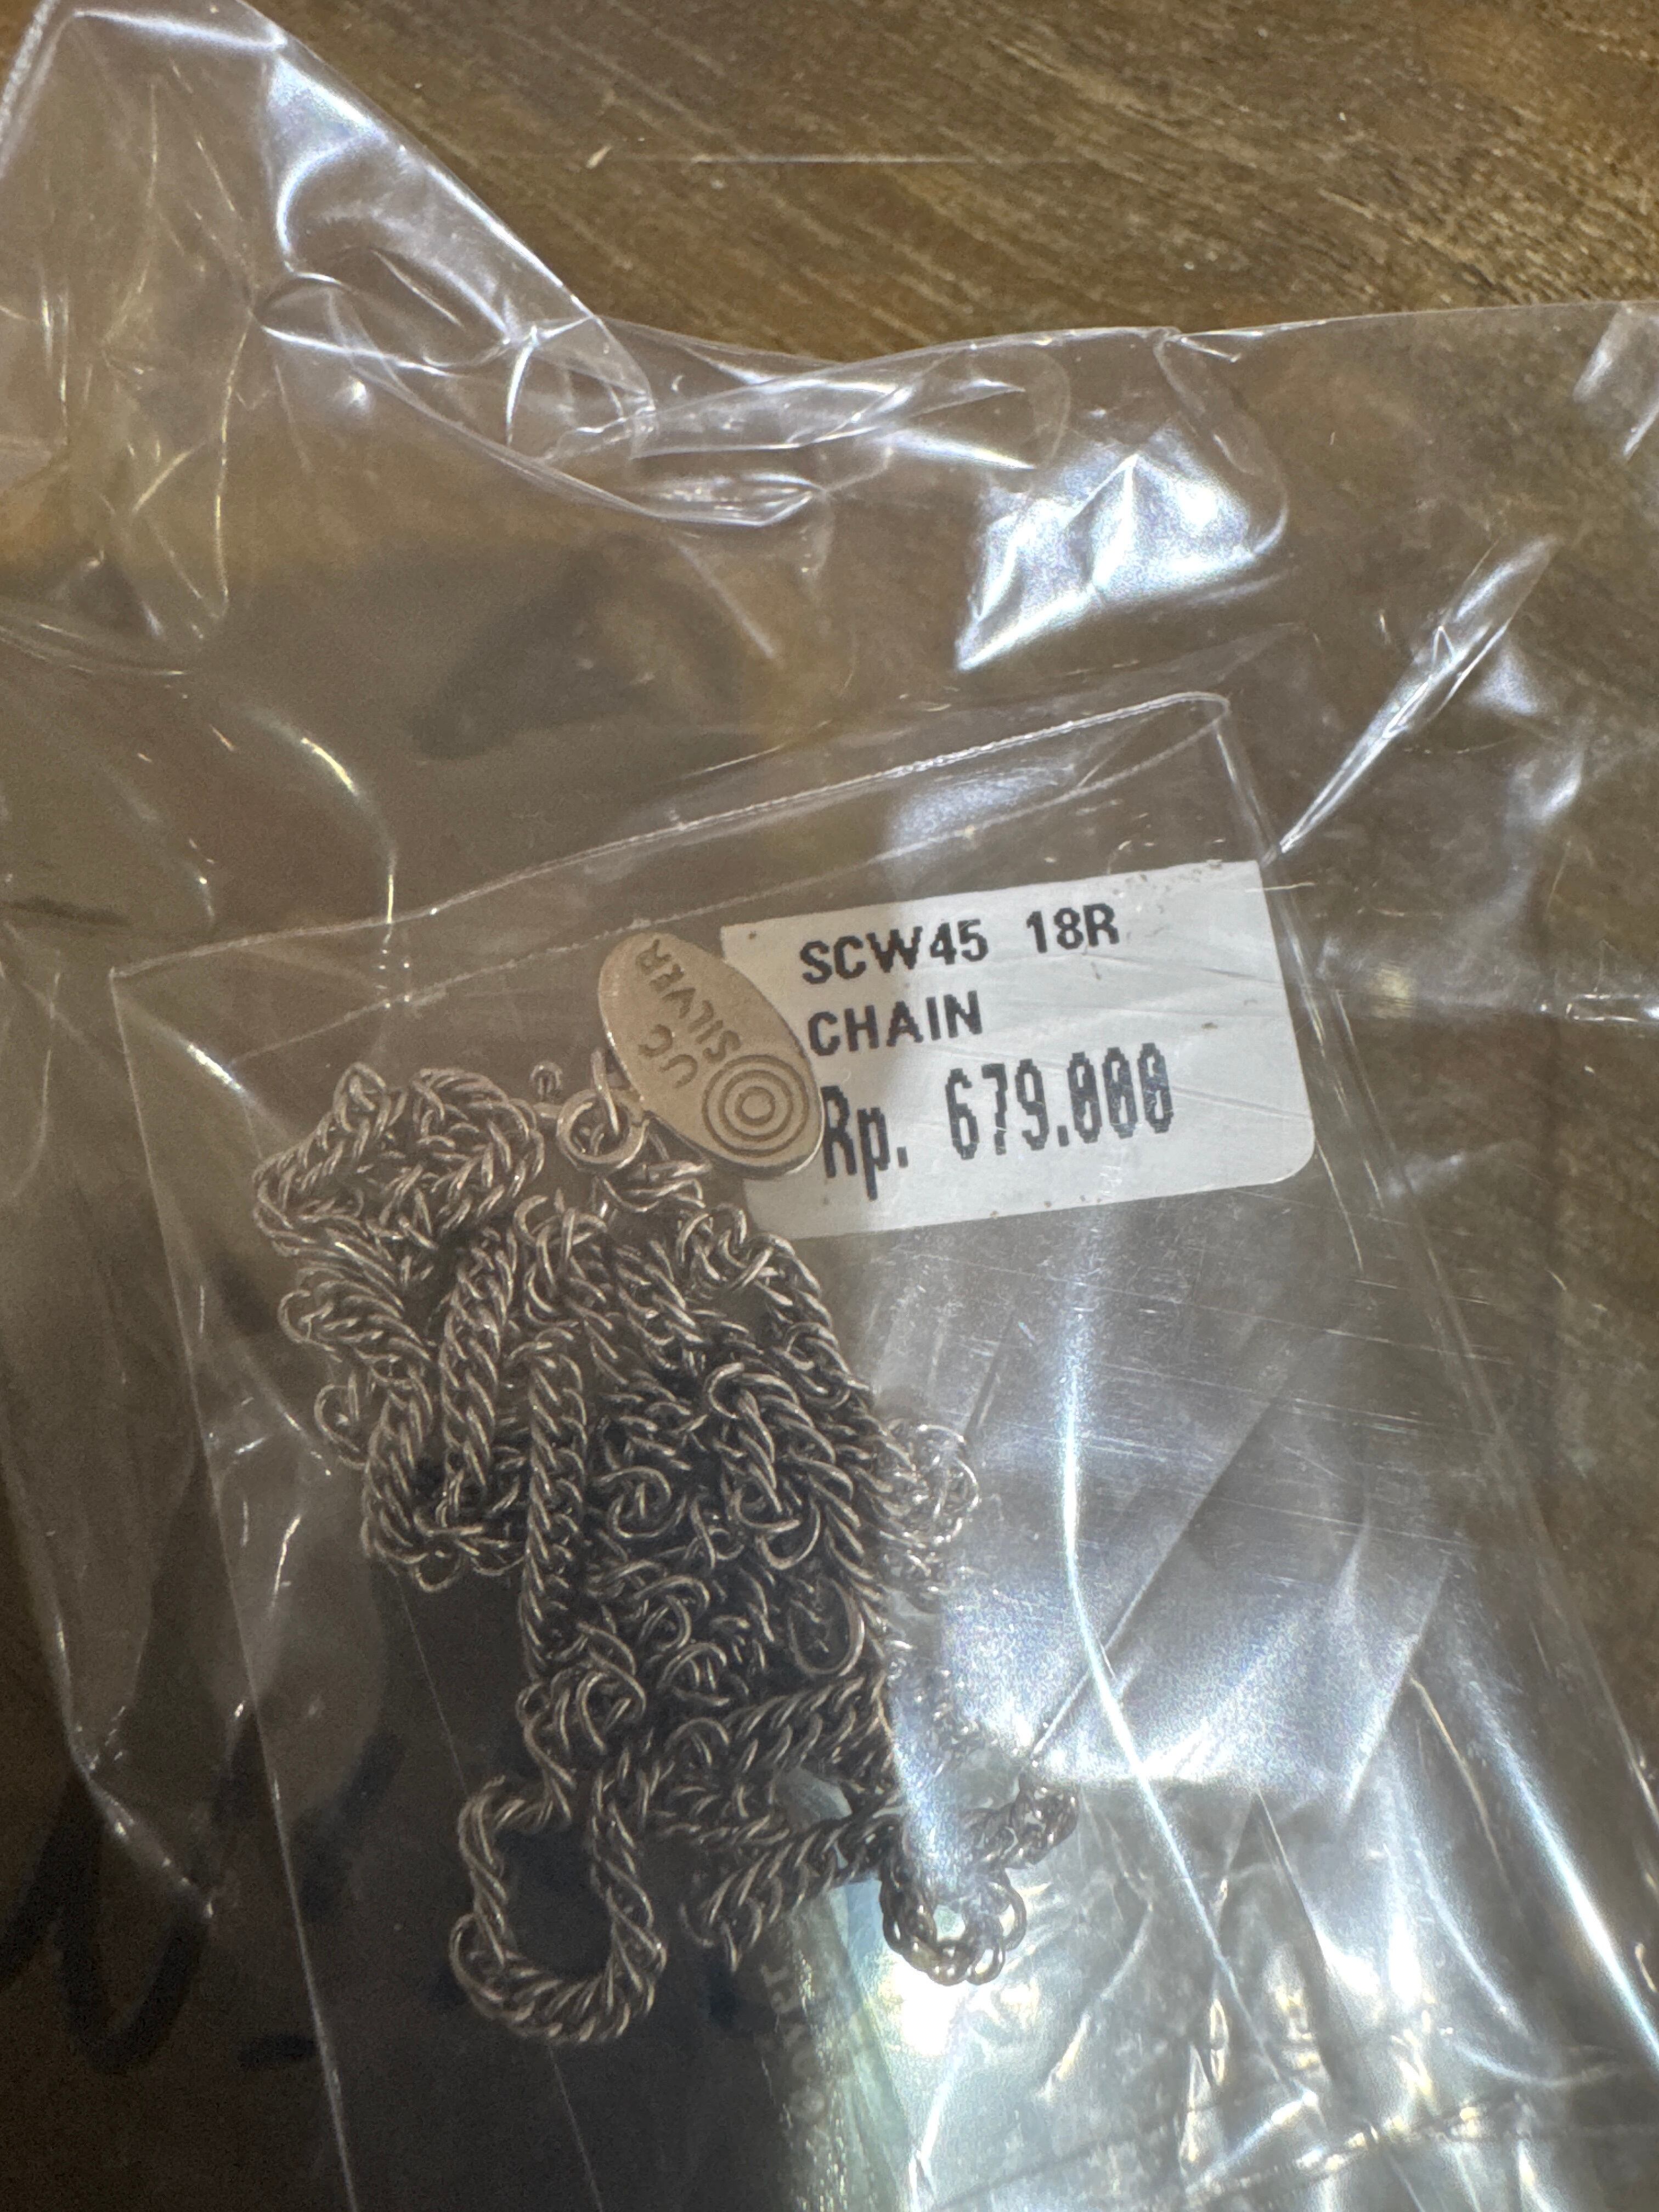 SCW45 18R
CHAIN
Rp. 679.000
UC
SILVER